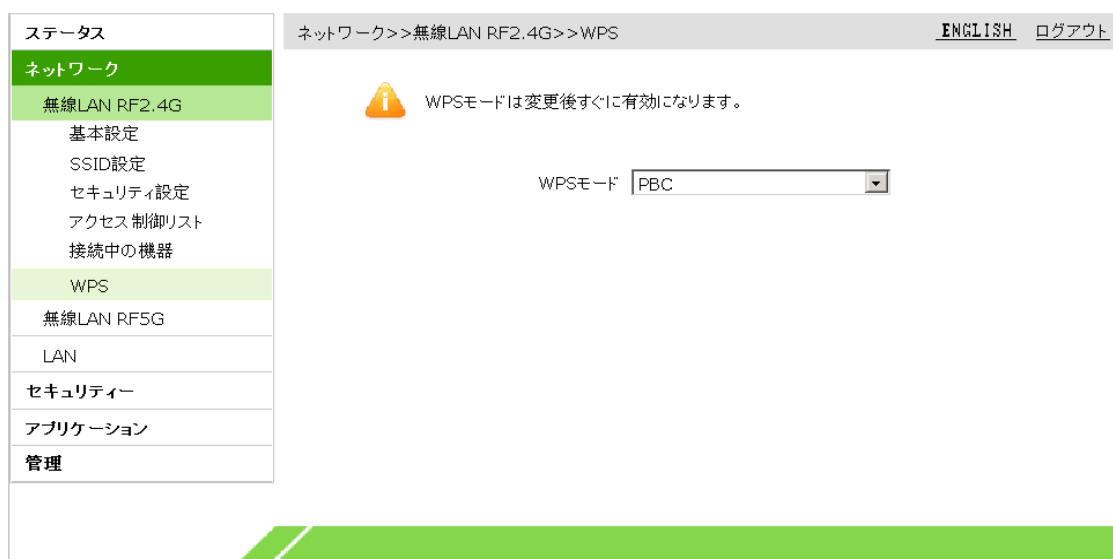 ステータス
ネットワーク
無線LAN RF2.4G
基本設定
SSID設定
セキュリティ設定
アクセス制御リスト
接続中の機器
WPS
無線LAN RF5G
LAN
セキュリティー
アプリケーション
管理
ネットワーク>>無線LAN RF2.4G>>WPS
ENGLISH ログアウト
WPSモードは変更後すぐに有効になります。
WPSモード PBC